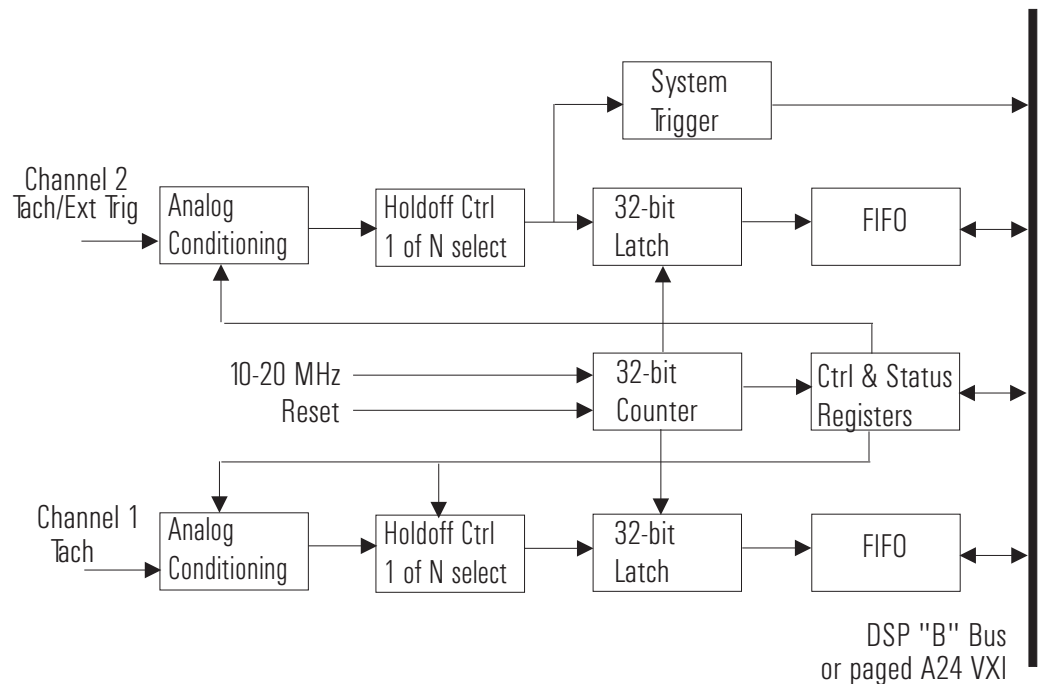 System
Trigger
Channel 2
Tach/Ext Trig
Analog
Conditioning
Holdoff Ctrl
1 of N select
32-bit
Latch
FIFO
10-20 MHz
Reset
32-bit
Counter
Ctrl & Status
Registers
Channel 1
Tach
Analog
Conditioning
Holdoff Ctrl
1 of N select
32-bit
Latch
FIFO
DSP "B" Bus
or paged A24 VXI